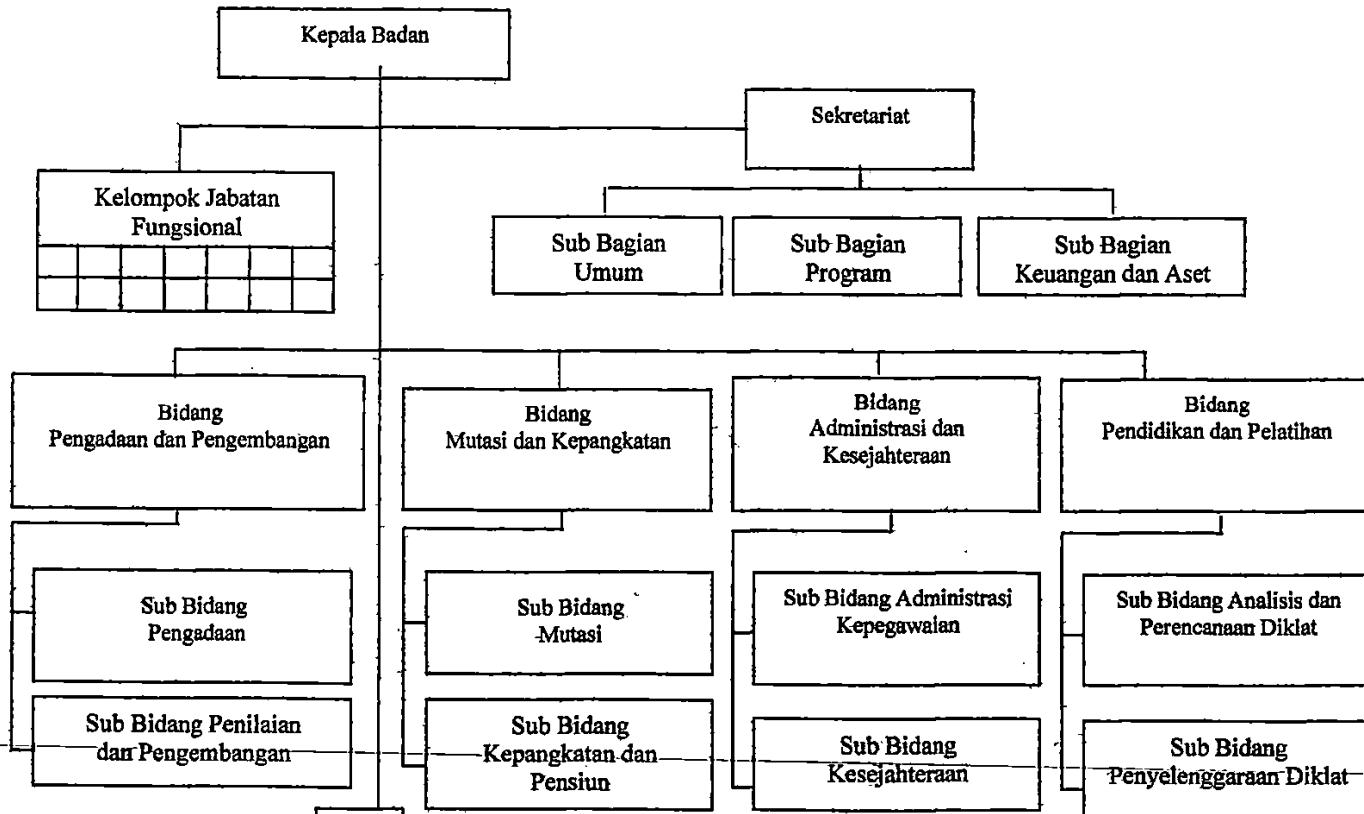 Kepala Badan
Sekretariat
Kelompok Jabatan
Fungsional
Sub Bagian
Umum
Sub Bagian
Program
Sub Bagian
Keuangan dan Aset
Bidang
Pengadaan dan Pengembangan
Bidang
Mutasi dan Kepangkatan
Bidang
Administrasi dan
Kesejahteraan
Bidang
Pendidikan dan Pelatihan
Sub Bidang
Pengadaan
Sub Bidang
Mutasi
Sub Bidang Administrasi
Kepegawaian
Sub Bidang Analisis dan
Perencanaan Diklat
Sub Bidang Penilaian
dan Pengembangan
Sub Bidang
Kepangkatan dan
Pensiun
Sub Bidang
Kesejahteraan
Sub Bidang
Penyelenggaraan Diklat